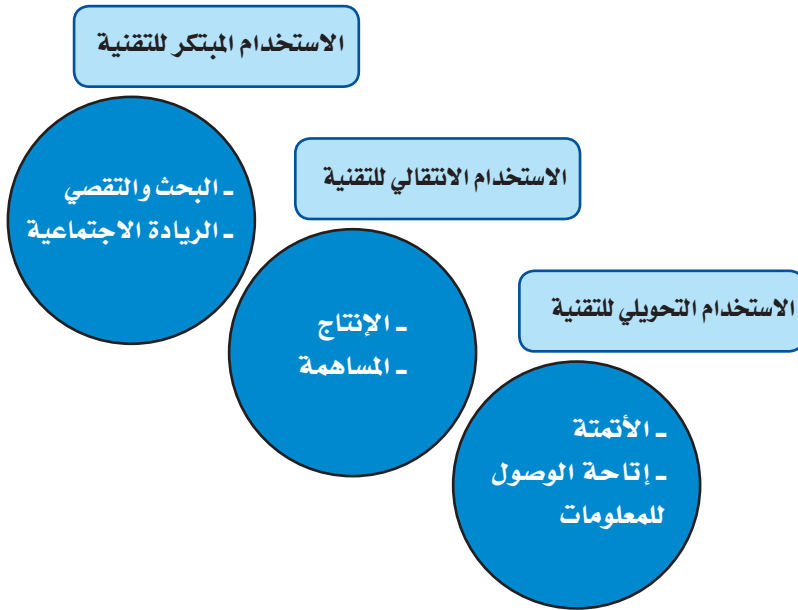 الاستخدام المبتكر للتقنية
ـ البحث والتقصي
ـ الريادة الاجتماعية
الاستخدام الانتقالي للتقنية
ـ الإنتاج
ـ المساهمة
الاستخدام التحويلي للتقنية
ـ الأتمتة
ـ إتاحة الوصول
للمعلومات